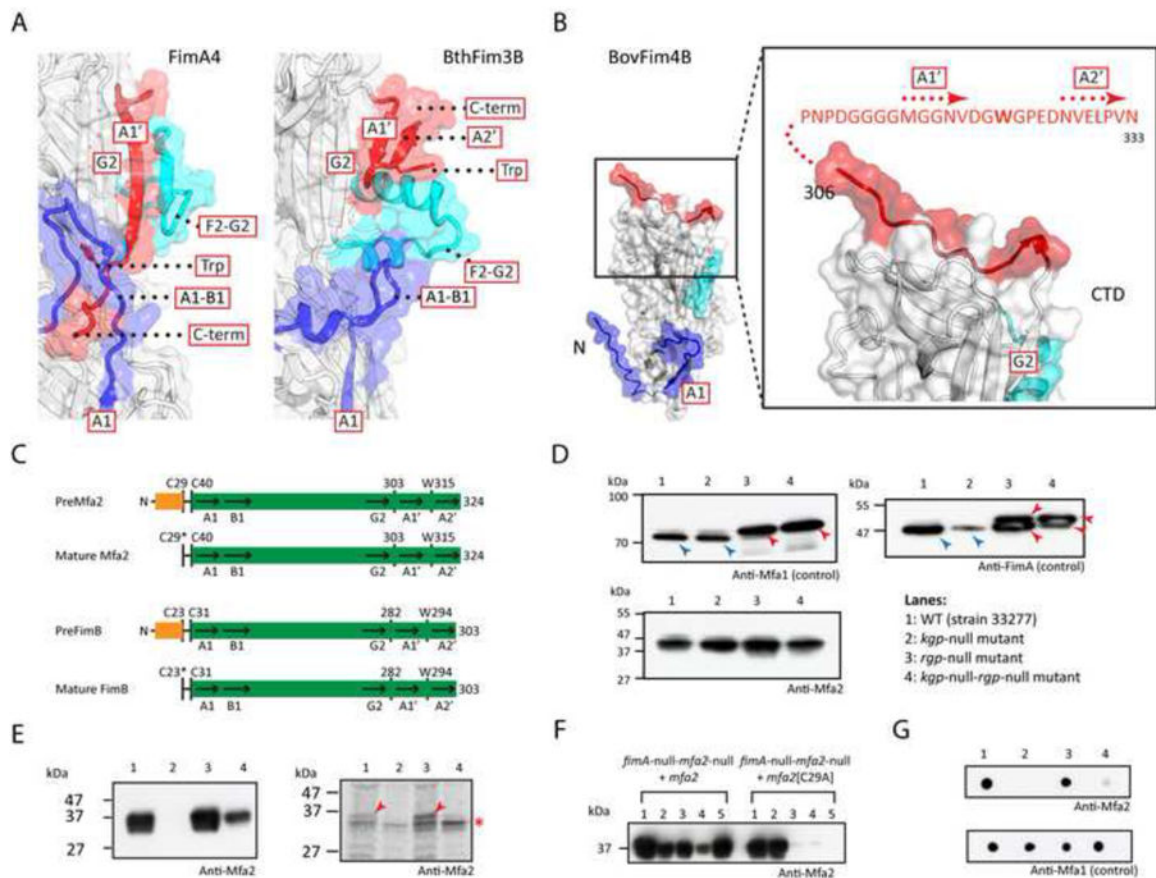 A
FimA4
A1'
G2
F2-G2
Trp
A1-B1
C-term
A1
BthFim3B
C-term
A1'
A2'
G2
Trp
F2-G2
A1-B1
A1
B
BovFim4B
N
A1
A1' A2'
PNPDGGGGMGGNVDGWGPEDNVELPVN
333
306
CTD
G2
C
C29 C40 303 W315
PreMfa2 N 324
A1 B1 G2 A1' A2'
C29* C40 303 W315
Mature Mfa2 324
A1 B1 G2 A1' A2'
C23 C31 282 W294
PreFimB N 303
A1 B1 G2 A1' A2'
C23* C31 282 W294
Mature FimB 303
A1 B1 G2 A1' A2'
D
kDa 1 2 3 4
100
70
Anti-Mfa1 (control)
kDa 1 2 3 4
55
47
Anti-FimA (control)
kDa 1 2 3 4
55
47
37
27
Anti-Mfa2
Lanes:
1: WT (strain 33277)
2: kgp-null mutant
3: rgp-null mutant
4: kgp-null-rgp-null mutant
E
kDa 1 2 3 4
47
37
27
Anti-Mfa2
kDa 1 2 3 4
47
37
27
*
Anti-Mfa2
F
fimA-null-mfa2-null fimA-null-mfa2-null
+ mfa2 + mfa2[C29A]
kDa 1 2 3 4 5 1 2 3 4 5
37
Anti-Mfa2
G
1 2 3 4
Anti-Mfa2
Anti-Mfa1 (control)